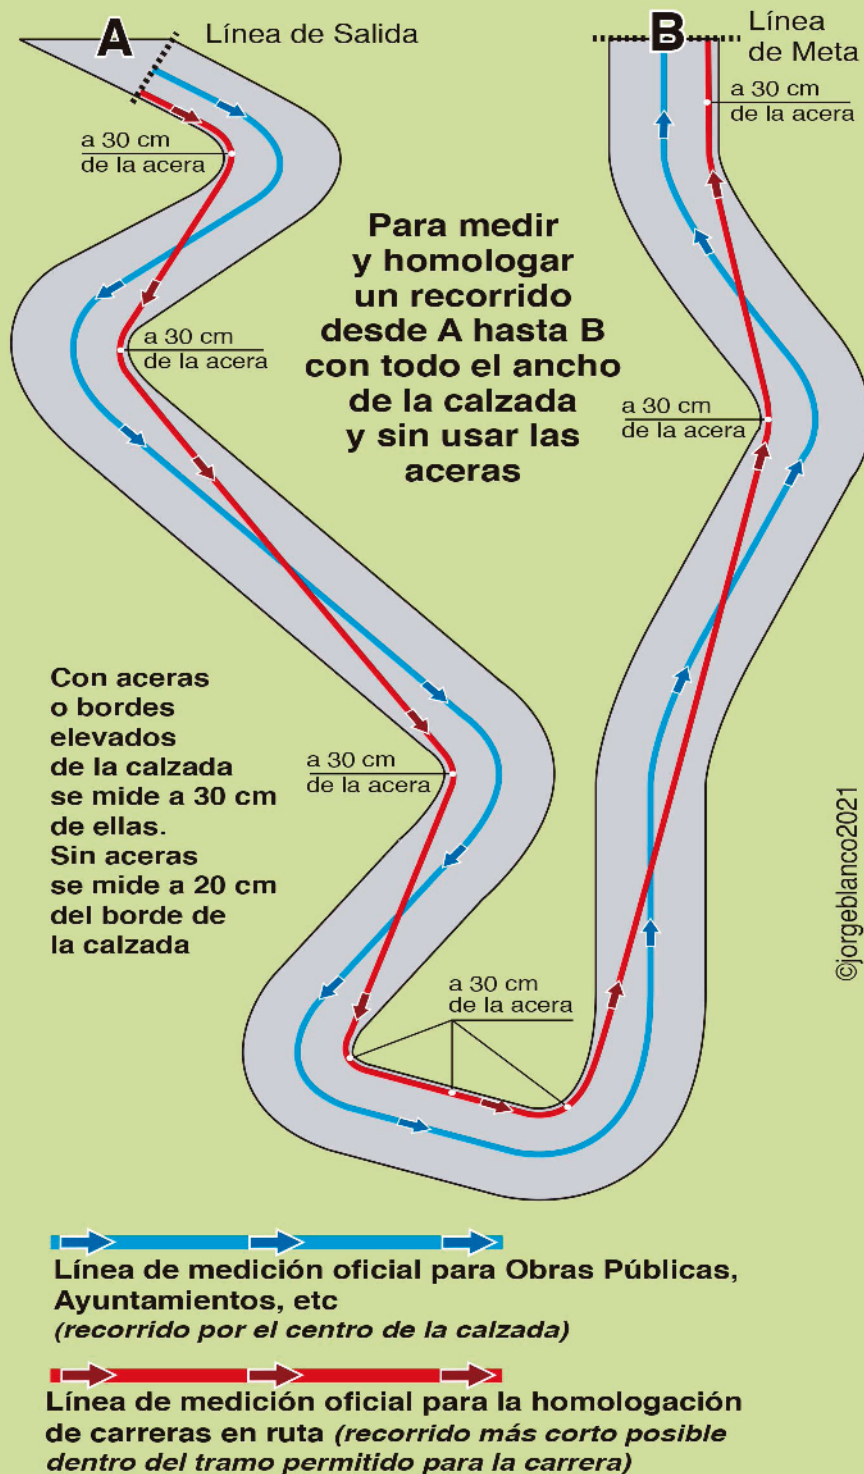 A
Línea de Salida
B
Línea
de Meta
a 30 cm
de la acera
a 30 cm
de la acera
Para medir
y homologar
un recorrido
desde A hasta B
con todo el ancho
de la calzada
y sin usar las
aceras
a 30 cm
de la acera
a 30 cm
de la acera
Con aceras
o bordes
elevados
de la calzada
se mide a 30 cm
de ellas.
Sin aceras
se mide a 20 cm
del borde de
la calzada
a 30 cm
de la acera
a 30 cm
de la acera
©jorgeblanco2021
Línea de medición oficial para Obras Públicas,
Ayuntamientos, etc
(recorrido por el centro de la calzada)
Línea de medición oficial para la homologación
de carreras en ruta (recorrido más corto posible
dentro del tramo permitido para la carrera)